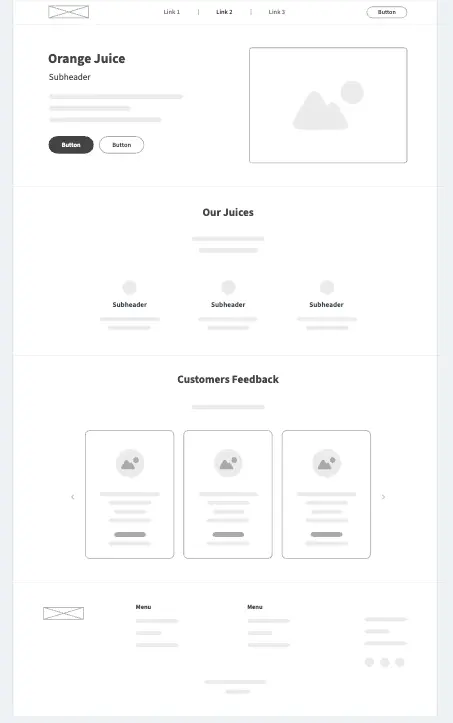 Link 1 | Link 2 | Link 3 Button
Orange Juice
Subheader
Button Button
Our Juices
Subheader Subheader Subheader
Customers Feedback
Menu Menu